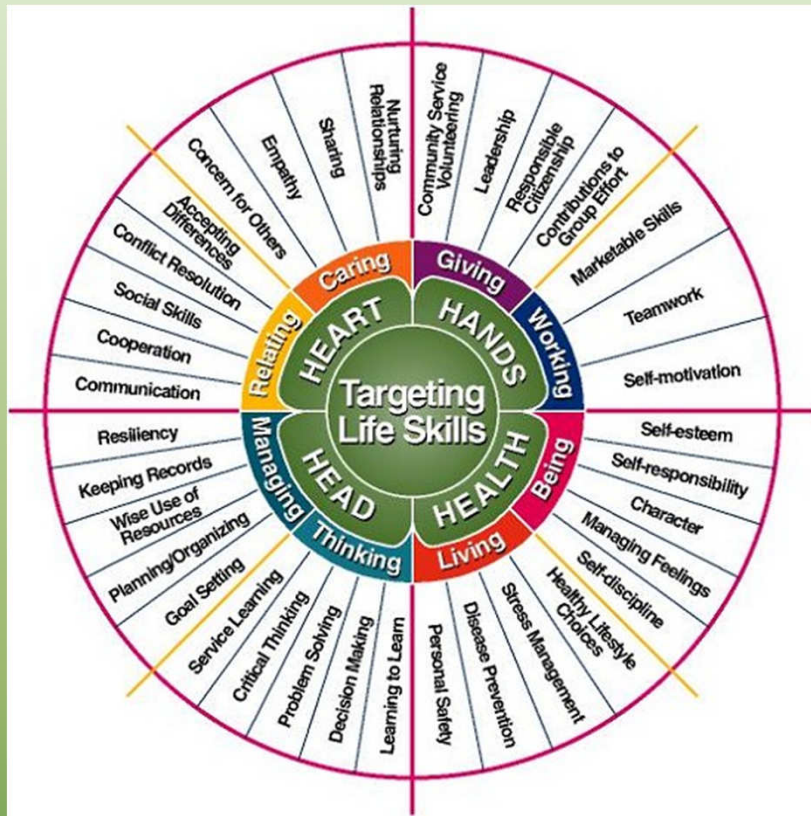 Targeting
Life Skills
HEART
HANDS
HEALTH
HEAD
Caring
Giving
Working
Being
Living
Thinking
Managing
Relating
Nurturing
Relationships
Sharing
Empathy
Concern for Others
Accepting
Differences
Conflict Resolution
Social Skills
Cooperation
Communication
Community Service
Volunteering
Leadership
Responsible
Citizenship
Contributions to
Group Effort
Marketable Skills
Teamwork
Self-motivation
Self-esteem
Self-responsibility
Character
Managing Feelings
Self-discipline
Healthy Lifestyle
Choices
Stress Management
Disease Prevention
Personal Safety
Learning to Learn
Decision Making
Problem Solving
Critical Thinking
Service Learning
Goal Setting
Planning/Organizing
Wise Use of
Resources
Keeping Records
Resiliency